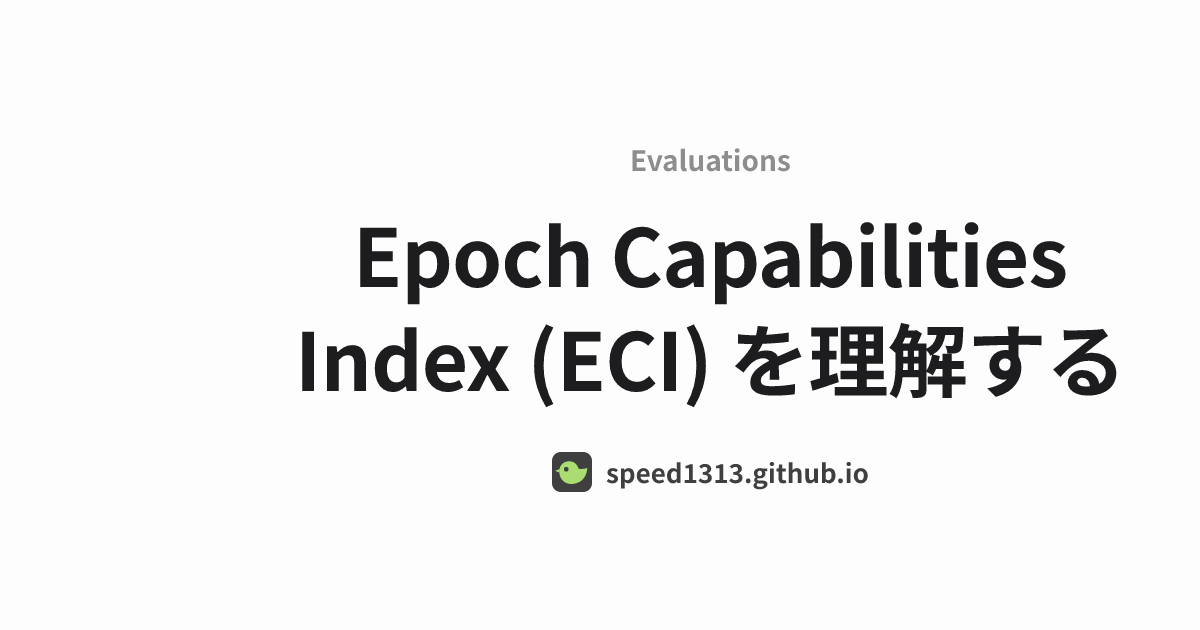 Evaluations
Epoch Capabilities
Index (ECI) を理解する
speed1313.github.io